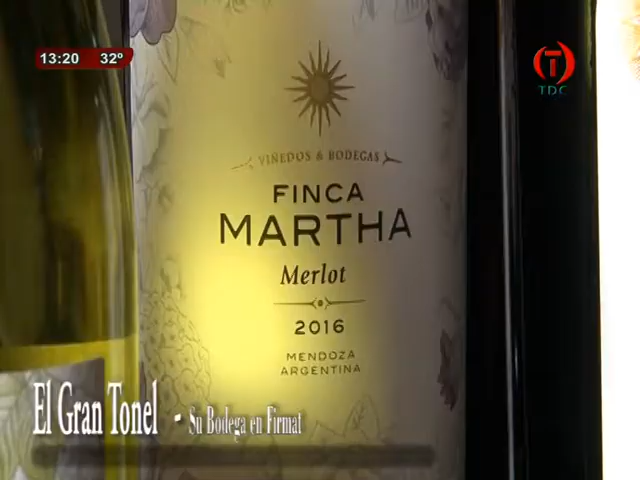 13:20 32°
T
TDC
VIÑEDOS & BODEGAS
FINCA
MARTHA
Merlot
2016
MENDOZA
ARGENTINA
El Gran Tonel - Su Bodega en Firmat